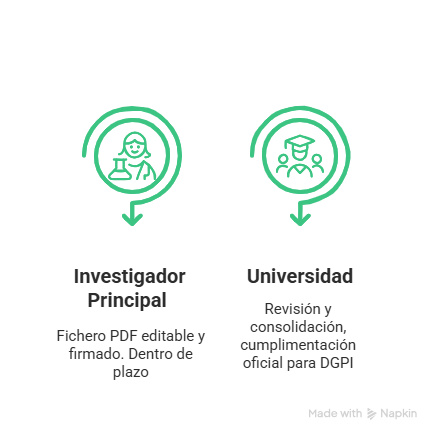 Investigador
Principal
Fichero PDF editable y
firmado. Dentro de
plazo
Universidad
Revisión y
consolidación,
cumplimentación
oficial para DGPI
Made with Napkin